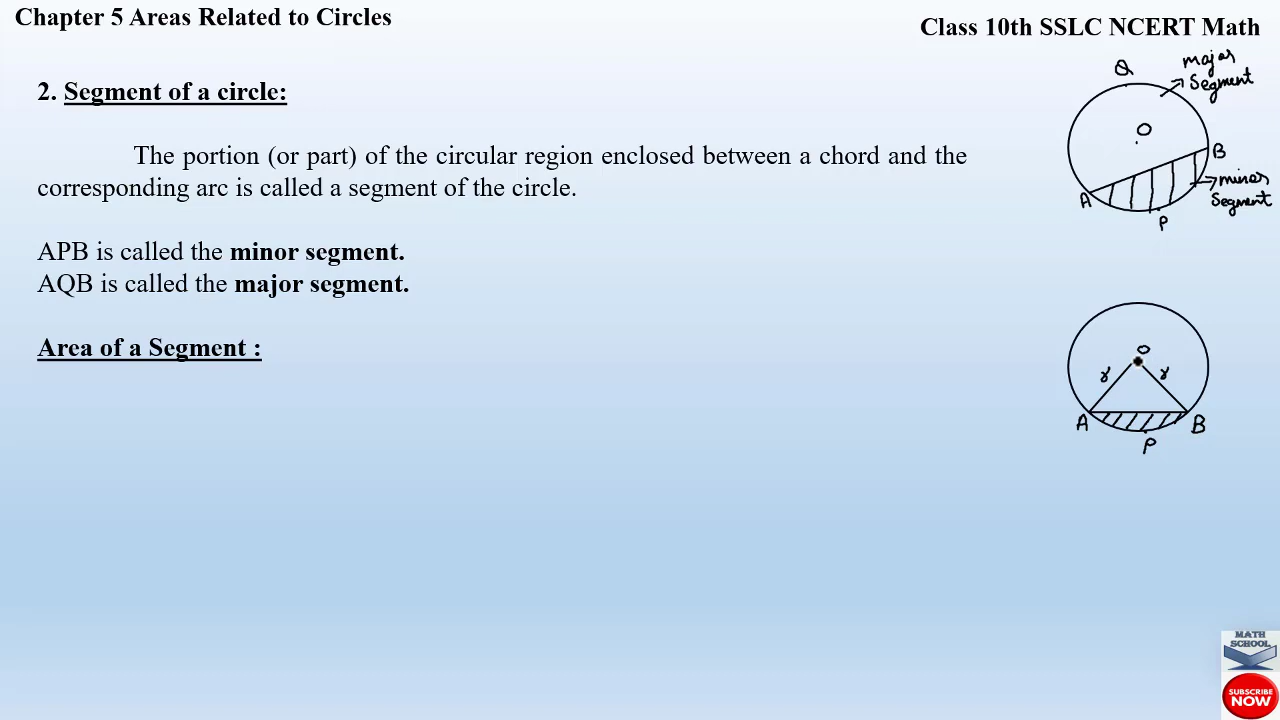 Chapter 5 Areas Related to Circles
Class 10th SSLC NCERT Math
2. Segment of a circle:
The portion (or part) of the circular region enclosed between a chord and the
corresponding arc is called a segment of the circle.
APB is called the minor segment.
AQB is called the major segment.
Area of a Segment :
Q
major
segment
O
B
minor
segment
A
P
O
r
r
A
B
P
MATH
SCHOOL
SUBSCRIBE
NOW